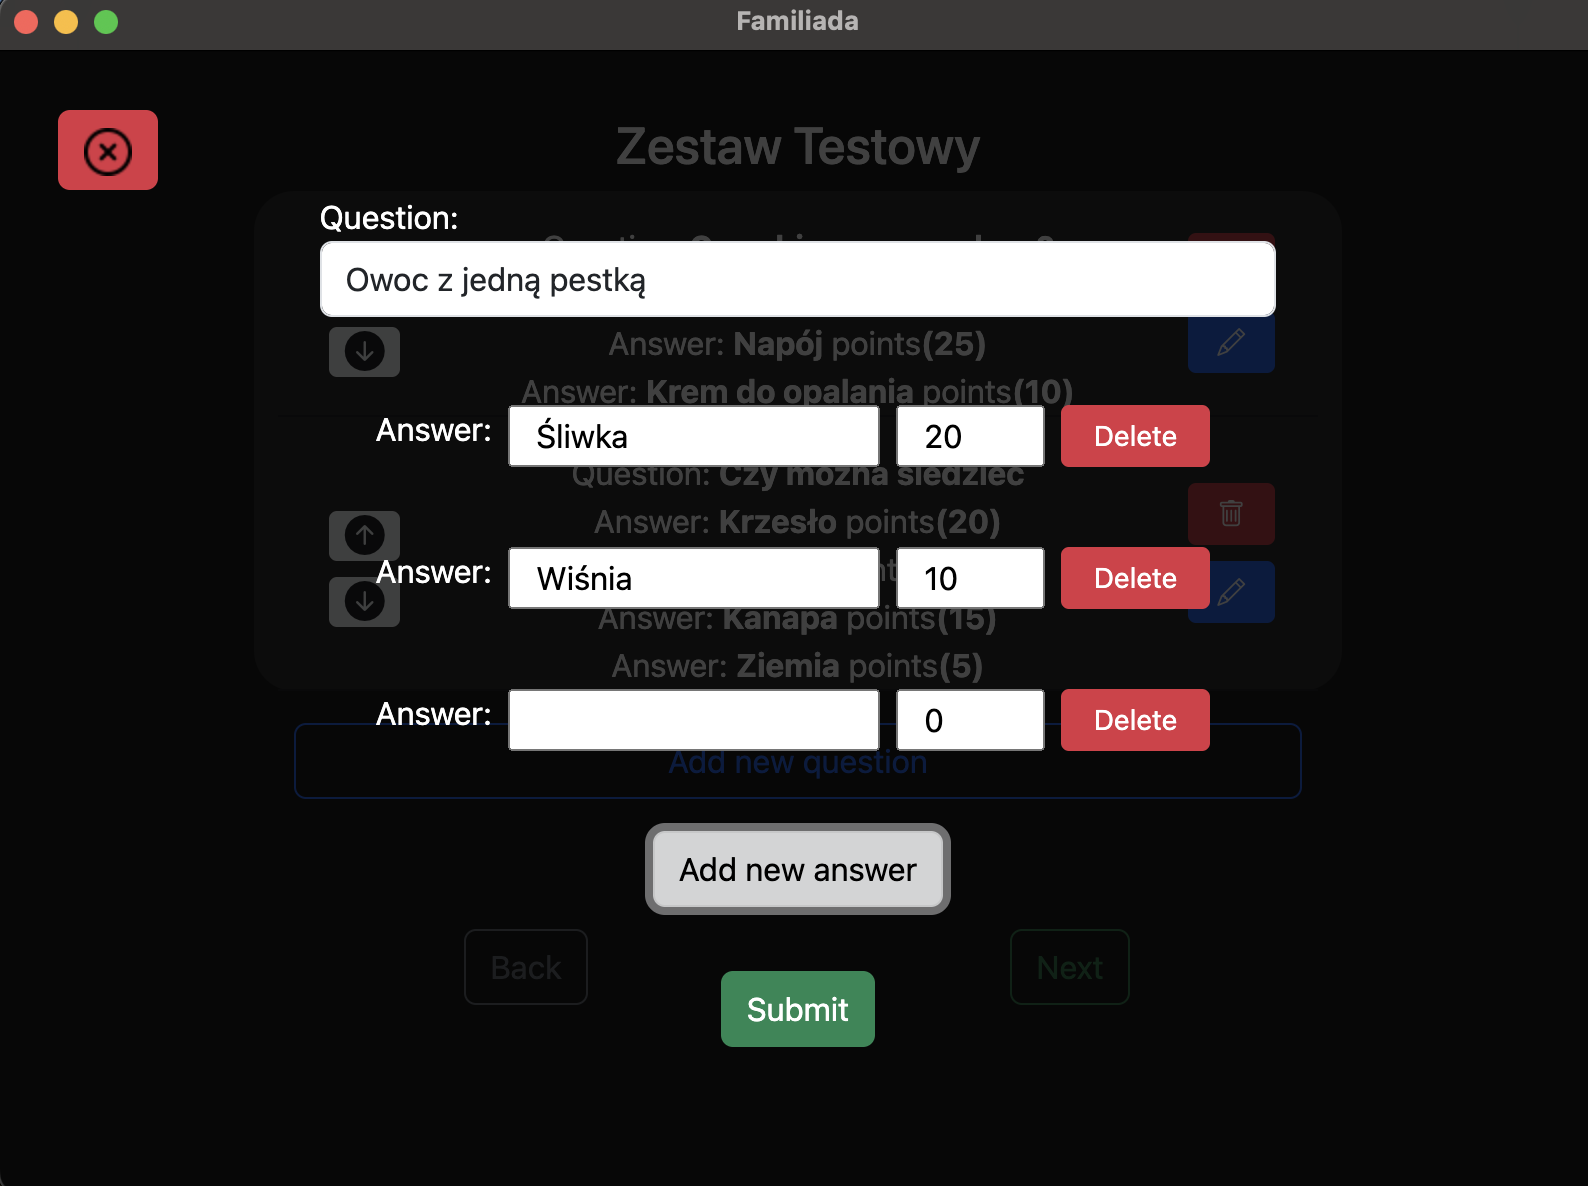 Familiada
Zestaw Testowy
Question:
Owoc z jedną pestką
Answer: Napój points(25)
Answer: Krem do opalania points(10)
Answer: Śliwka 20 Delete
Question: Czy można siedzieć
Answer: Krzesło points(20)
Answer: Wiśnia 10 Delete
Answer: Kanapa points(15)
Answer: Ziemia points(5)
Answer: 0 Delete
Add new question
Add new answer
Back Next
Submit